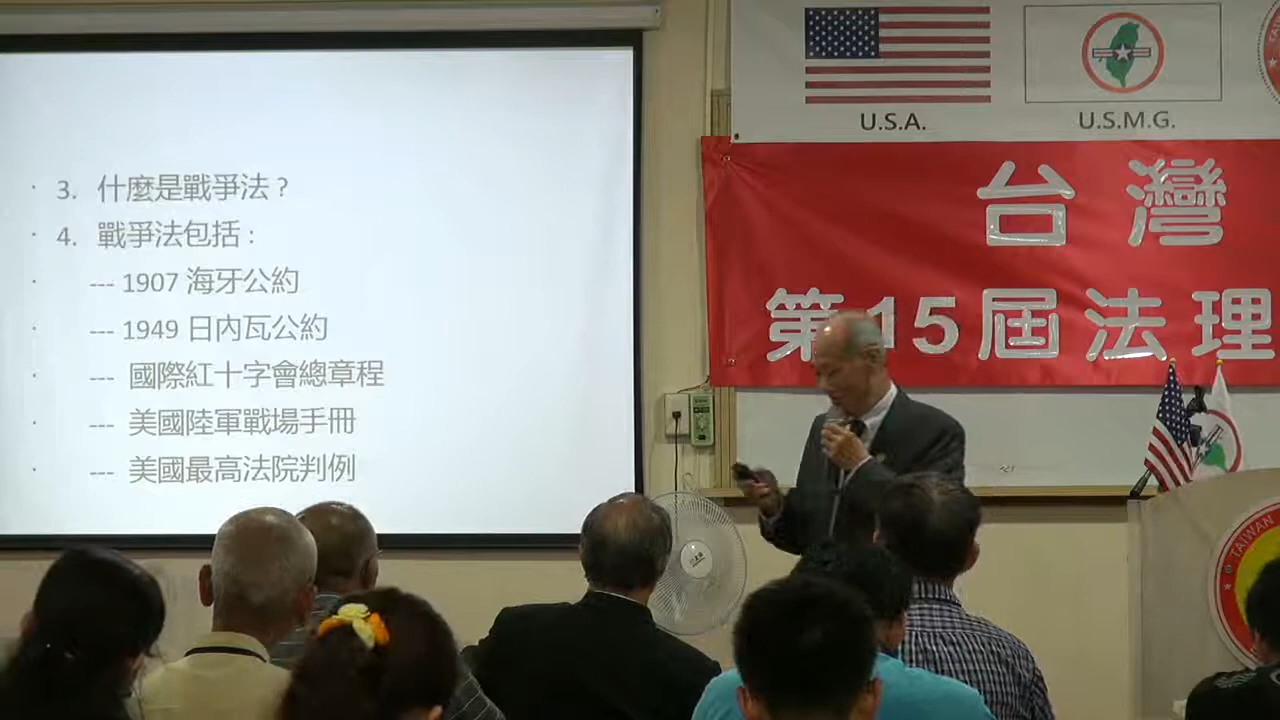 3. 什麼是戰爭法?
4. 戰爭法包括:
--- 1907 海牙公約
--- 1949 日內瓦公約
--- 國際紅十字會總章程
--- 美國陸軍戰場手冊
--- 美國最高法院判例
U.S.A.
U.S.M.G.
台灣
第15屆法理
TAIWAN